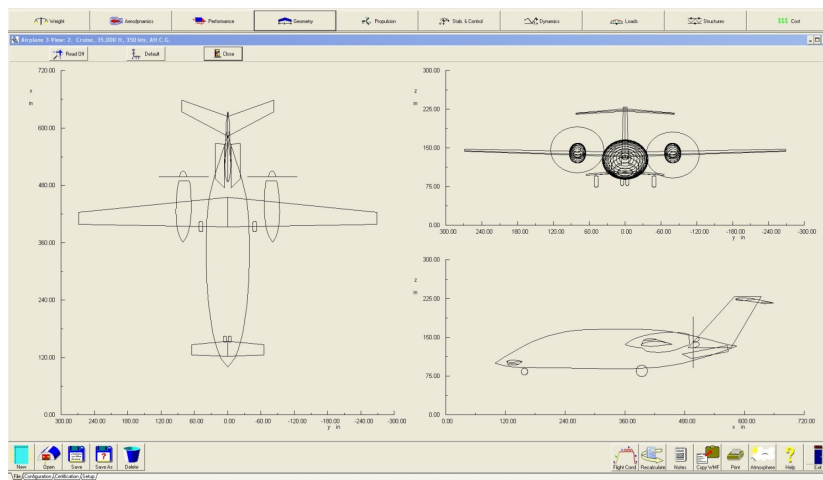 Weight Aerodynamics Performance Geometry Propulsion Stab. & Control Dynamics Loads Structures $$$ Cost
Airplane 3-View: 2. Cruise, 35,000 ft, 350 kts, Aft C.G.
Read Off Default Close
720.00
x
in
600.00
480.00
360.00
240.00
120.00
0.00
300.00 240.00 180.00 120.00 60.00 0.00 -60.00 -120.00 -180.00 -240.00 -300.00
y in
300.00
z
in
225.00
150.00
75.00
0.00
300.00 240.00 180.00 120.00 60.00 0.00 -60.00 -120.00 -180.00 -240.00 -300.00
y in
300.00
z
in
225.00
150.00
75.00
0.00
0.00 120.00 240.00 360.00 480.00 600.00 720.00
x in
New Open Save Save As Delete Flight Cond. Recalculate Notes Copy WMF Print Atmosphere Help
File Configuration Certification Setup